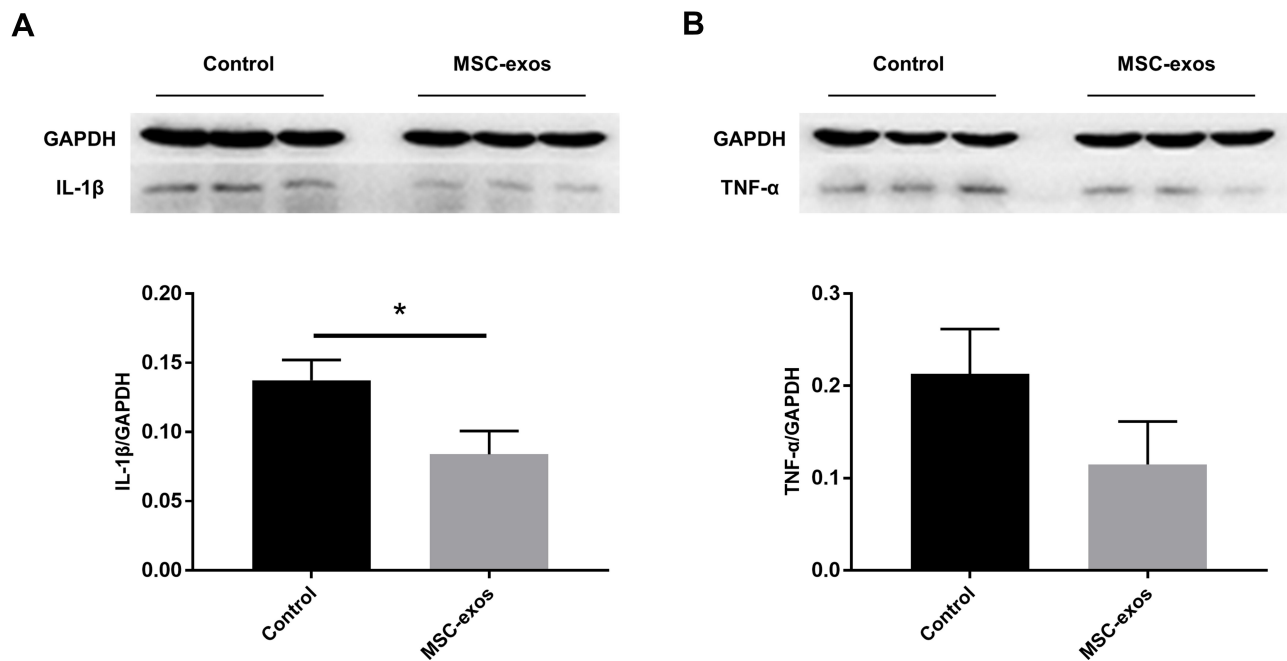 A
Control MSC-exos
GAPDH
IL-1β
0.20
*
0.15
0.10
0.05
0.00
IL-1β/GAPDH
Control
MSC-exos
B
Control MSC-exos
GAPDH
TNF-α
0.3
0.2
0.1
0.0
TNF-α/GAPDH
Control
MSC-exos